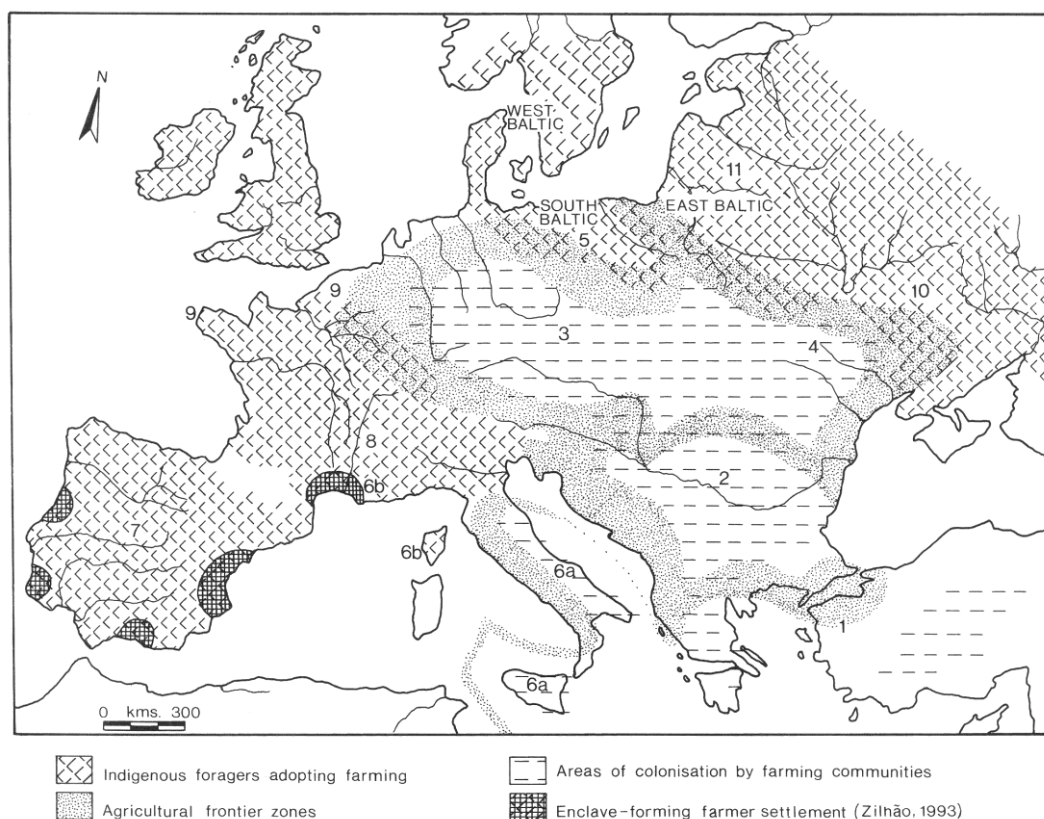 N
WEST
BALTIC
11
SOUTH
BALTIC
EAST BALTIC
5
10
9
9
3
4
8
2
6b
7
6b
6a
1
6a
0 kms. 300
Indigenous foragers adopting farming
Areas of colonisation by farming communities
Agricultural frontier zones
Enclave-forming farmer settlement (Zilhão, 1993)